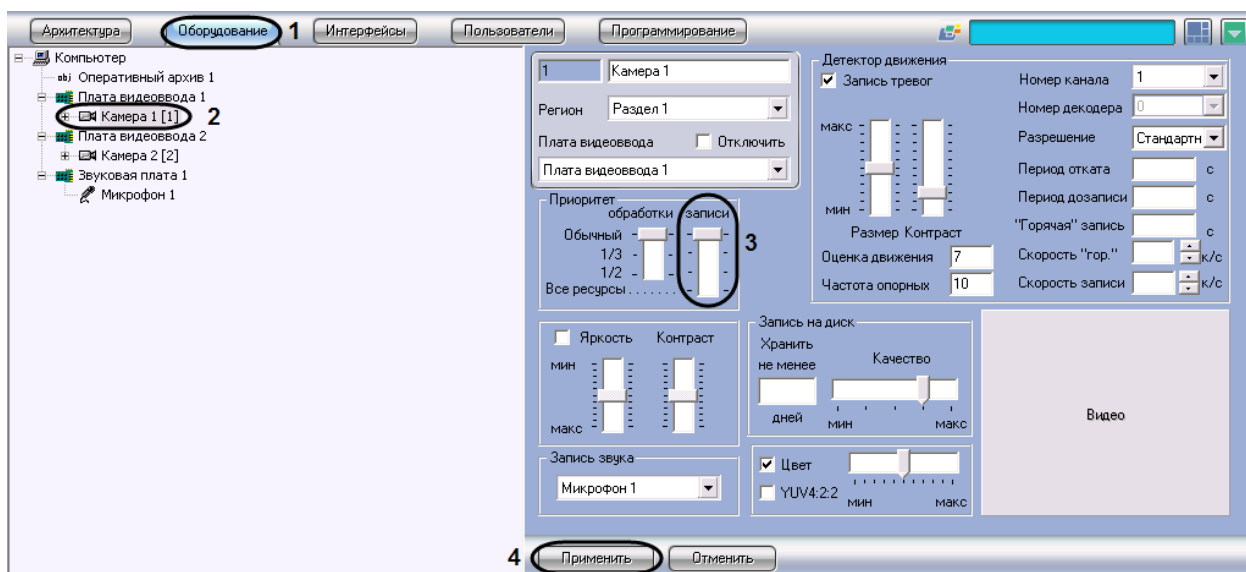 Архитектура
Оборудование
1
Интерфейсы
Пользователи
Программирование
Компьютер
obj Оперативный архив 1
Плата видеоввода 1
Камера 1 [1]
2
Плата видеоввода 2
Камера 2 [2]
Звуковая плата 1
Микрофон 1
1
Камера 1
Регион
Раздел 1
Плата видеоввода
Отключить
Плата видеоввода 1
Приоритет
обработки
записи
Обычный
1/3
1/2
Все ресурсы........
3
Детектор движения
Запись тревог
макс
мин
Размер Контраст
Оценка движения 7
Частота опорных 10
Номер канала 1
Номер декодера 0
Разрешение Стандартн
Период отката с
Период дозаписи с
"Горячая" запись с
Скорость "гор." к/с
Скорость записи к/с
Яркость
Контраст
мин
макс
Запись на диск
Хранить
не менее
дней
Качество
мин
макс
Видео
Запись звука
Микрофон 1
Цвет
YUV4:2:2
мин
макс
4
Применить
Отменить